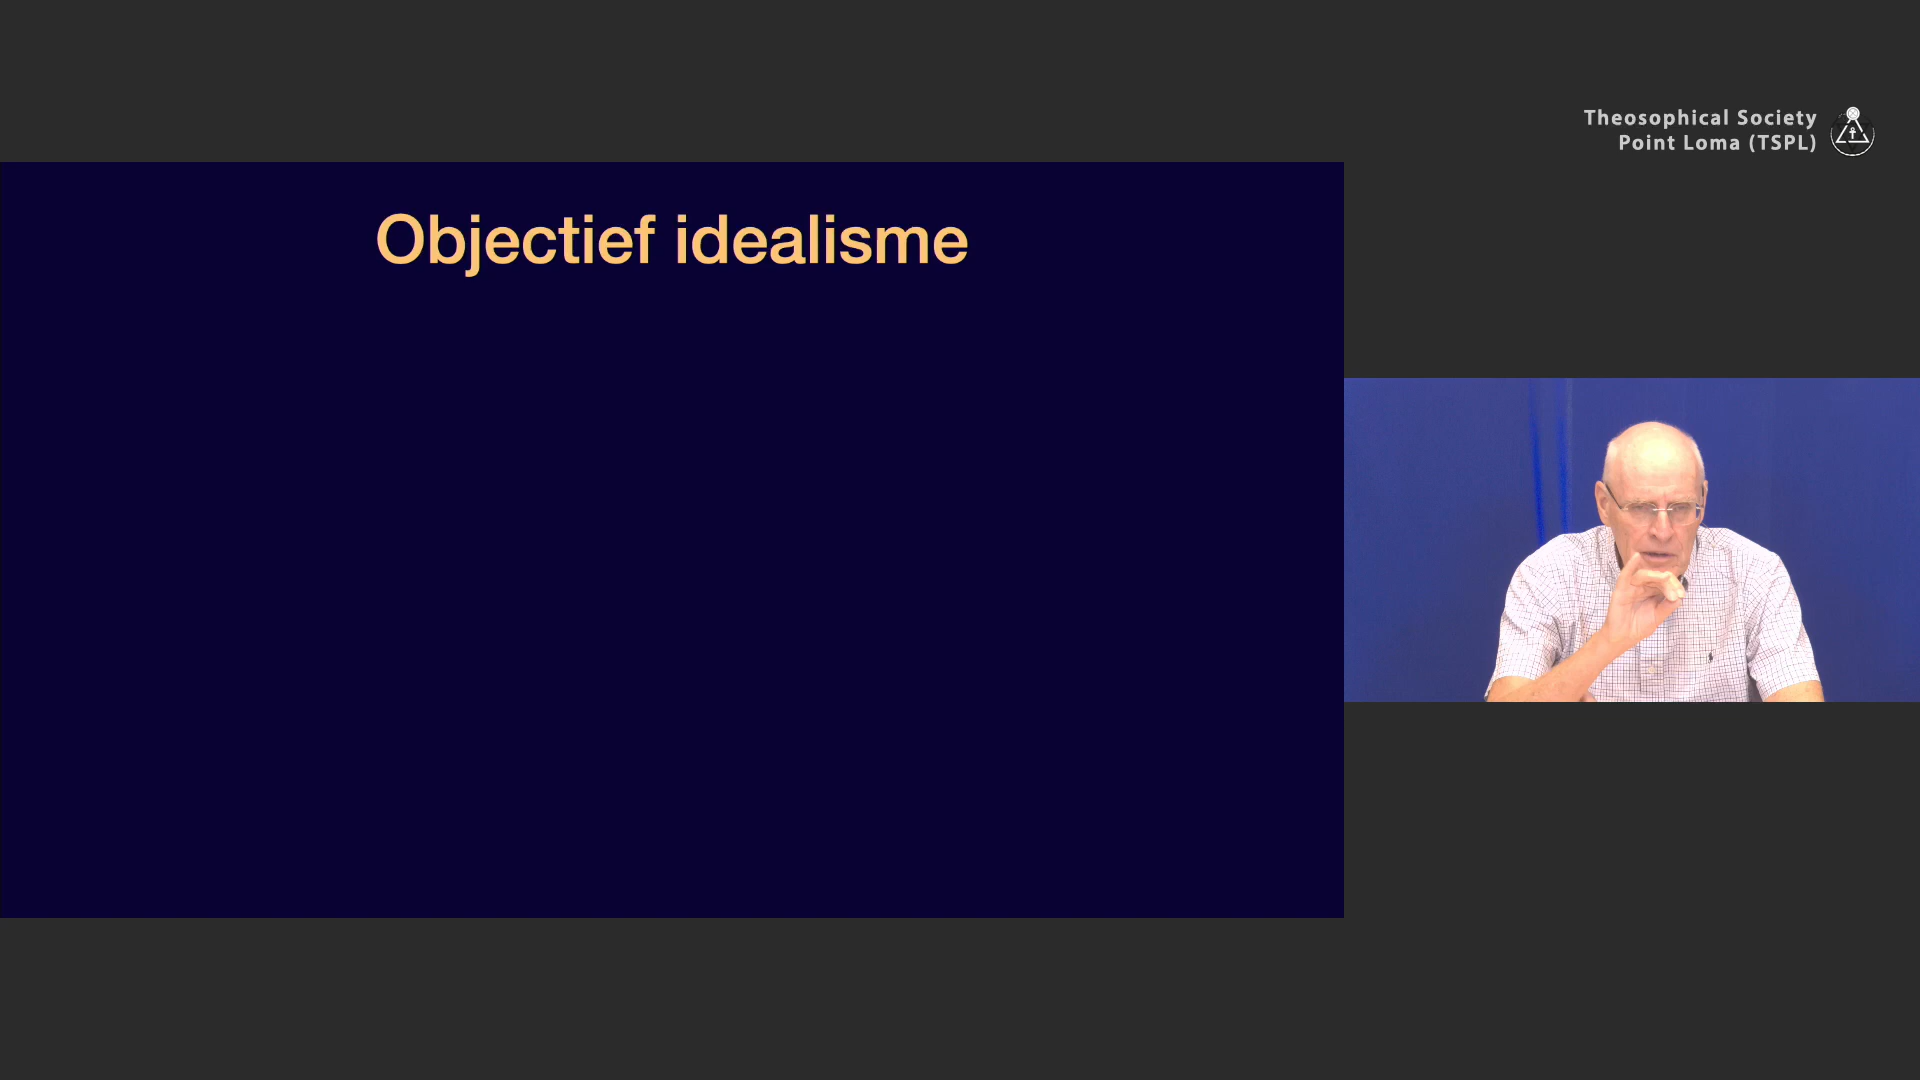 Theosophical Society
Point Loma (TSPL)
Objectief idealisme